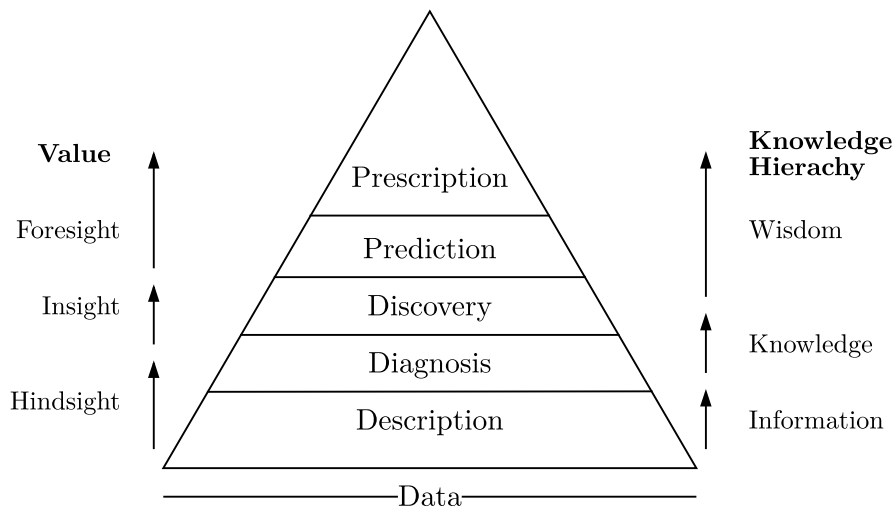 Value
Knowledge
Hierachy
Prescription
Foresight
Wisdom
Prediction
Insight
Discovery
Knowledge
Diagnosis
Hindsight
Information
Description
Data